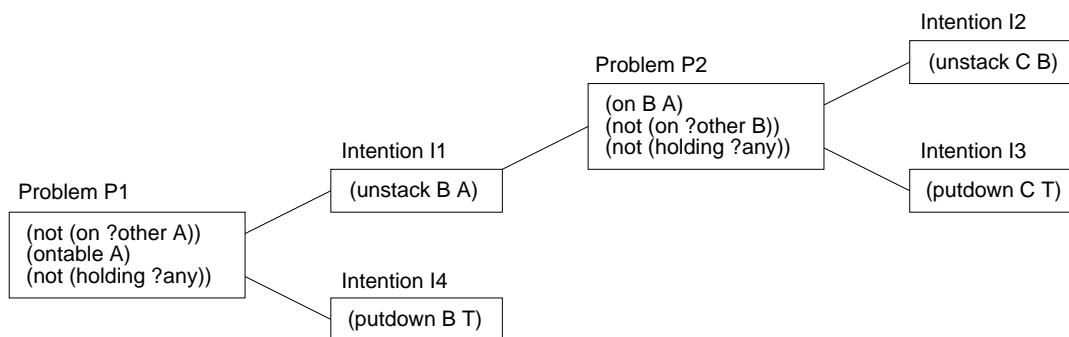 Problem P1
(not (on ?other A))
(ontable A)
(not (holding ?any))
Intention I1
(unstack B A)
Intention I4
(putdown B T)
Problem P2
(on B A)
(not (on ?other B))
(not (holding ?any))
Intention I2
(unstack C B)
Intention I3
(putdown C T)